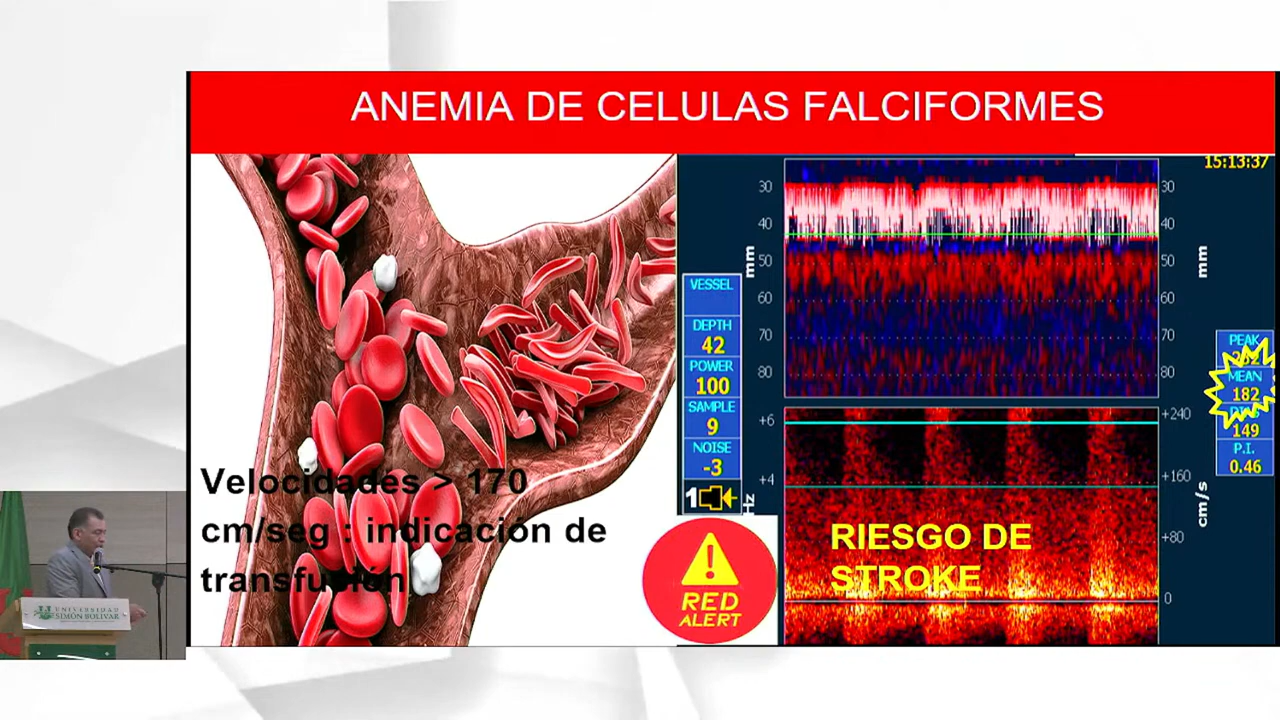 ANEMIA DE CELULAS FALCIFORMES
15:13:37
30
40
50
60
70
80
mm
30
40
50
60
70
80
mm
VESSEL
DEPTH
42
POWER
100
SAMPLE
9
NOISE
-3
1
PEAK
MEAN
182
149
P.I.
0.46
+6
+4
Hz
+240
+160
+80
0
cm/s
Velocidades > 170
cm/seg : indicación de
transfusión
RED
ALERT
RIESGO DE
STROKE
UNIVERSIDAD
SIMÓN BOLÍVAR